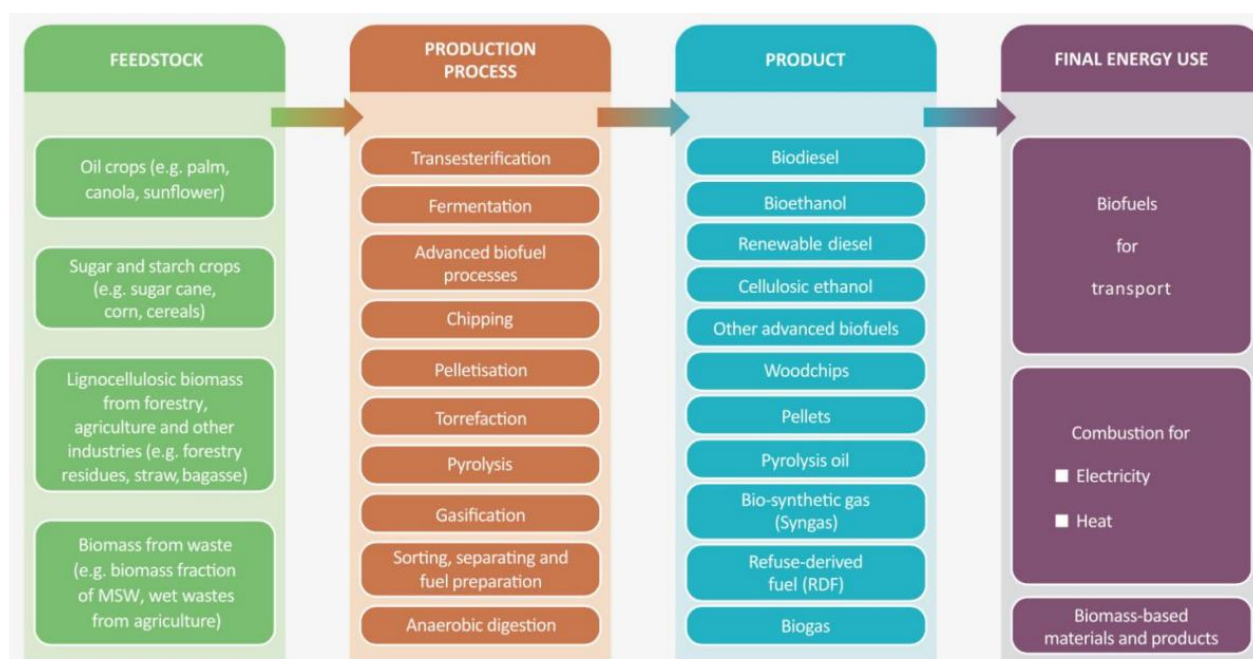 FEEDSTOCK
Oil crops (e.g. palm,
canola, sunflower)
Sugar and starch crops
(e.g. sugar cane,
corn, cereals)
Lignocellulosic biomass
from forestry,
agriculture and other
industries (e.g. forestry
residues, straw, bagasse)
Biomass from waste
(e.g. biomass fraction
of MSW, wet wastes
from agriculture)
PRODUCTION
PROCESS
Transesterification
Fermentation
Advanced biofuel
processes
Chipping
Pelletisation
Torrefaction
Pyrolysis
Gasification
Sorting, separating and
fuel preparation
Anaerobic digestion
PRODUCT
Biodiesel
Bioethanol
Renewable diesel
Cellulosic ethanol
Other advanced biofuels
Woodchips
Pellets
Pyrolysis oil
Bio-synthetic gas
(Syngas)
Refuse-derived
fuel (RDF)
Biogas
FINAL ENERGY USE
Biofuels
for
transport
Combustion for
Electricity
Heat
Biomass-based
materials and products